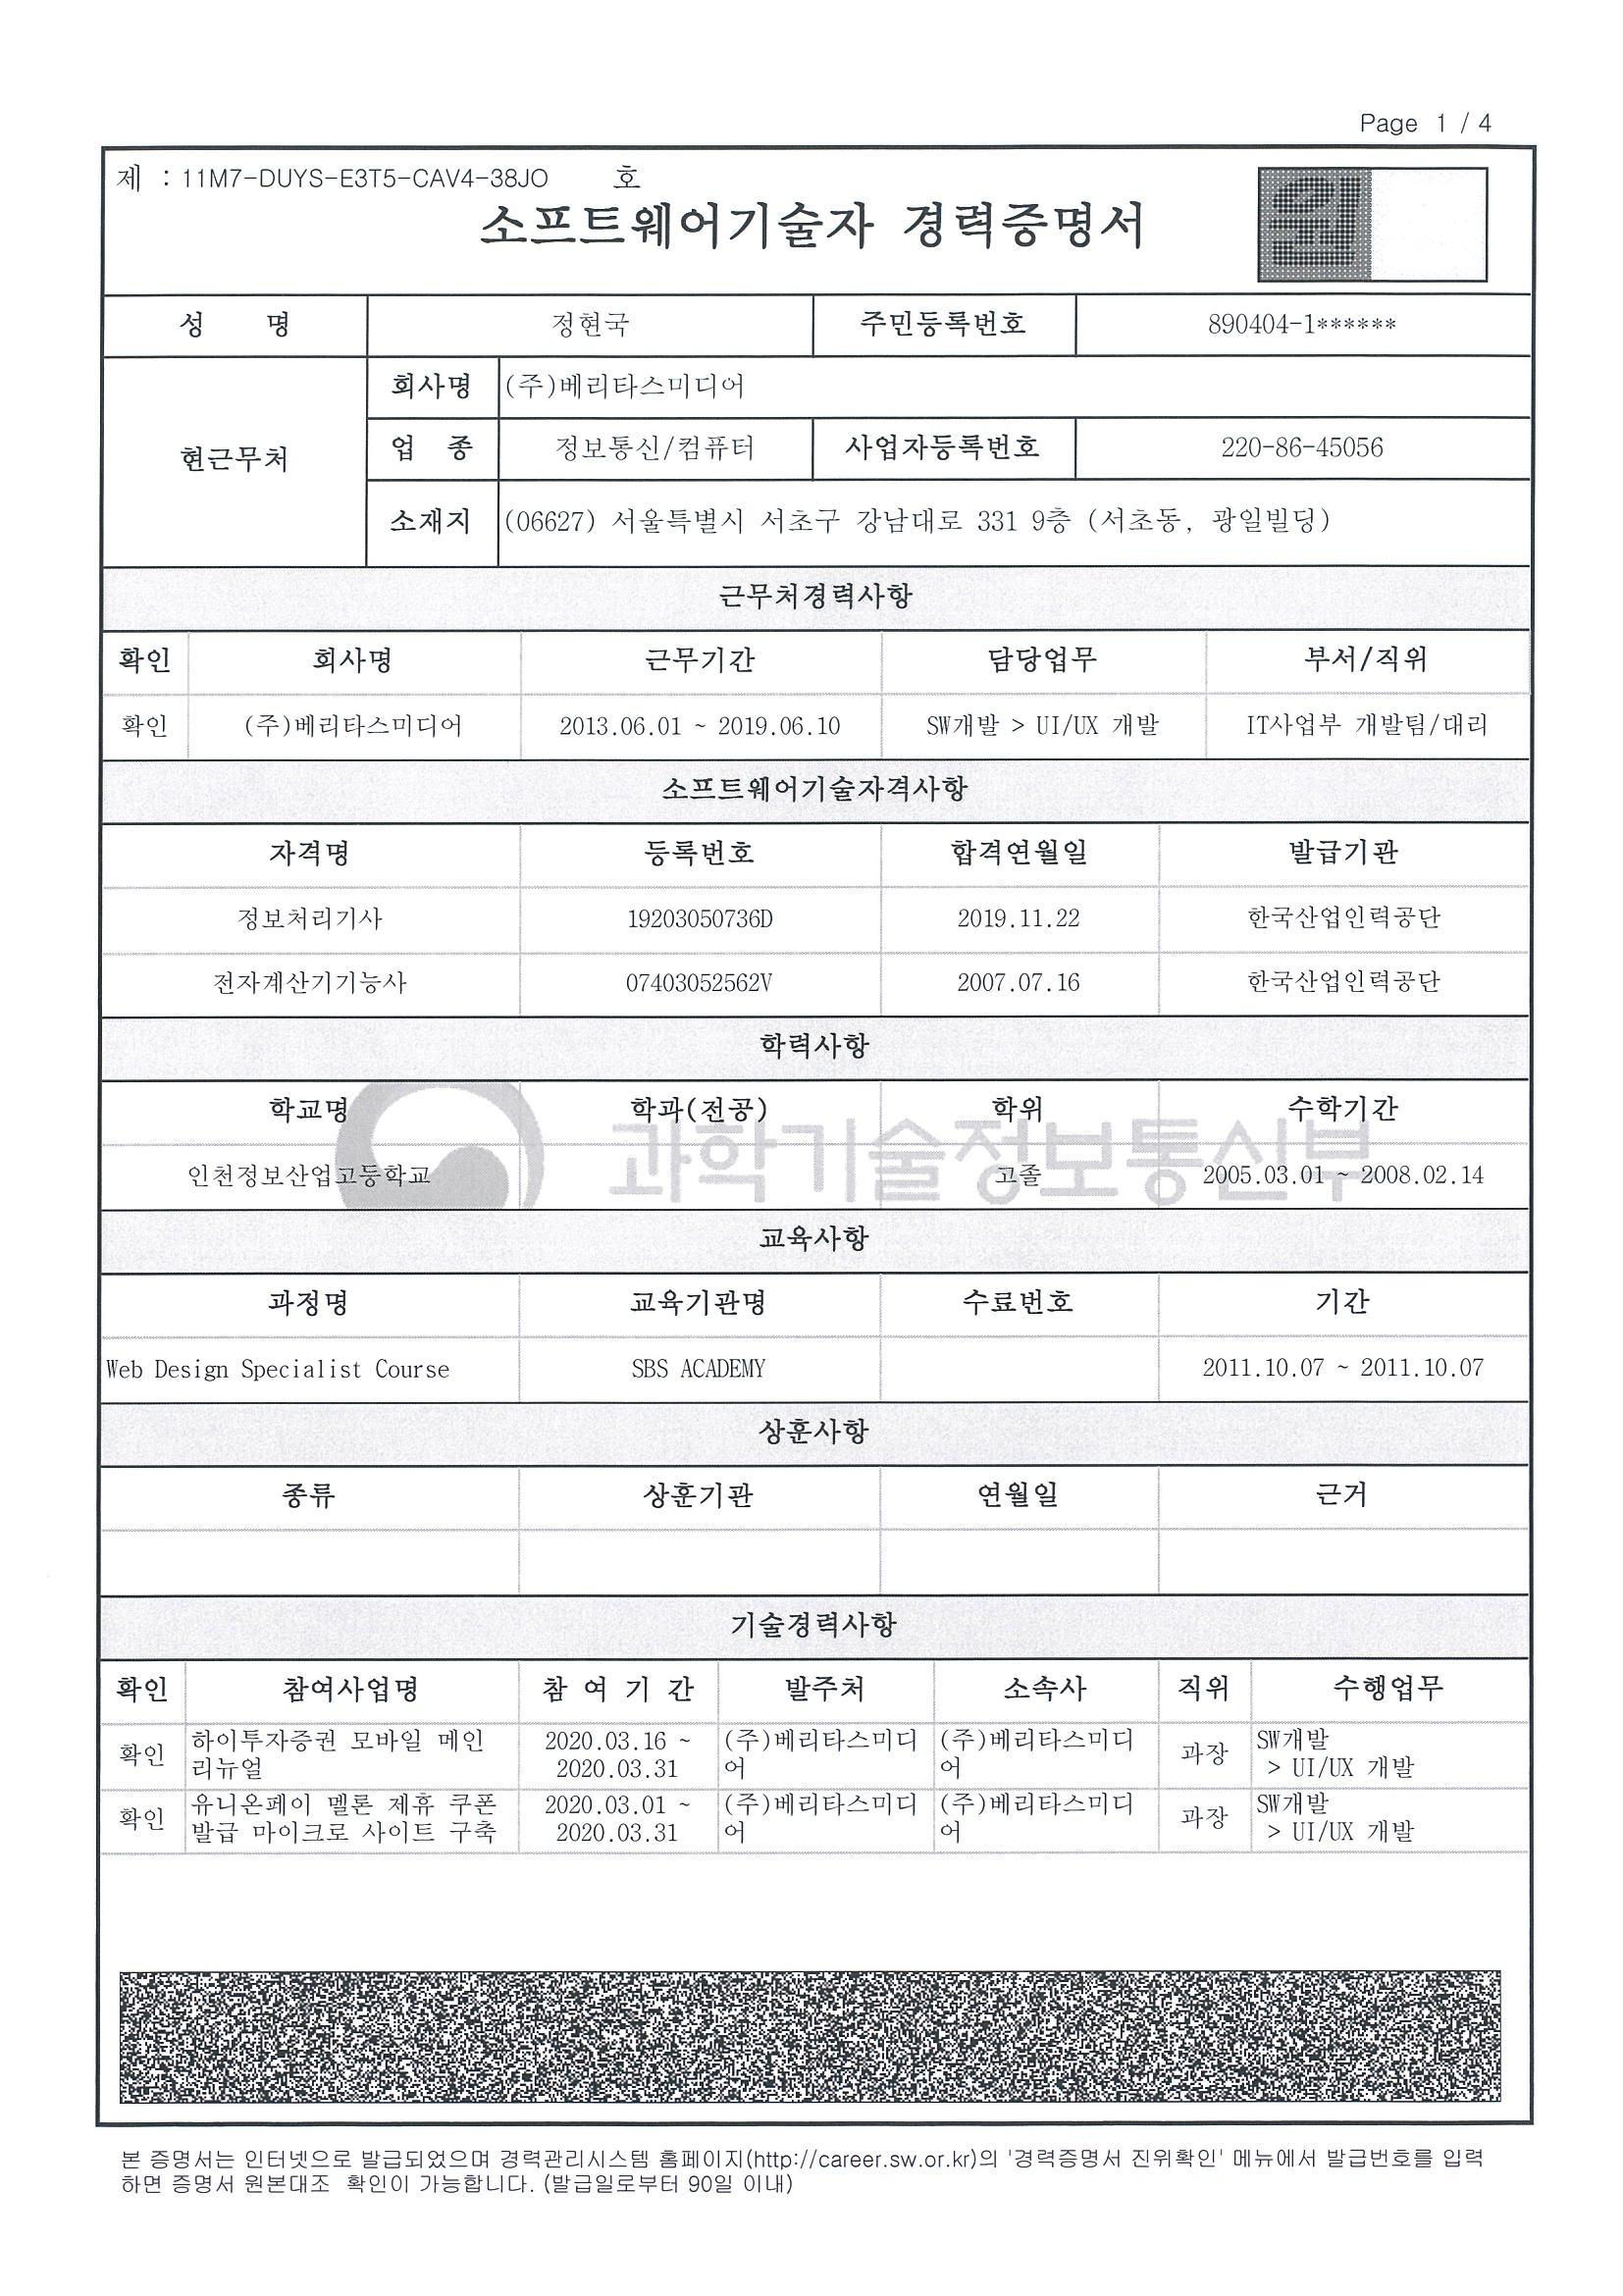 Page 1 / 4
제 : 11M7-DUYS-E3T5-CAV4-38JO 호
소프트웨어기술자 경력증명서
원
성 명 정현국 주민등록번호 890404-1******
현근무처
회사명 (주)베리타스미디어
업 종 정보통신/컴퓨터 사업자등록번호 220-86-45056
소재지 (06627) 서울특별시 서초구 강남대로 331 9층 (서초동, 광일빌딩)
근무처경력사항
확인 회사명 근무기간 담당업무 부서/직위
확인 (주)베리타스미디어 2013.06.01 ~ 2019.06.10 SW개발 > UI/UX 개발 IT사업부 개발팀/대리
소프트웨어기술자격사항
자격명 등록번호 합격연월일 발급기관
정보처리기사 19203050736D 2019.11.22 한국산업인력공단
전자계산기기능사 07403052562V 2007.07.16 한국산업인력공단
학력사항
학교명 학과(전공) 학위 수학기간
과학기술정보통신부
인천정보산업고등학교 고졸 2005.03.01 ~ 2008.02.14
교육사항
과정명 교육기관명 수료번호 기간
Web Design Specialist Course SBS ACADEMY 2011.10.07 ~ 2011.10.07
상훈사항
종류 상훈기관 연월일 근거
기술경력사항
확인 참여사업명 참 여 기 간 발주처 소속사 직위 수행업무
하이투자증권 모바일 메인 2020.03.16 ~ (주)베리타스미디 (주)베리타스미디 SW개발
확인 리뉴얼 2020.03.31 어 어 과장 > UI/UX 개발
유니온페이 멜론 제휴 쿠폰 2020.03.01 ~ (주)베리타스미디 (주)베리타스미디 SW개발
확인 발급 마이크로 사이트 구축 2020.03.31 어 어 과장 > UI/UX 개발
본 증명서는 인터넷으로 발급되었으며 경력관리시스템 홈페이지(http://career.sw.or.kr)의 '경력증명서 진위확인' 메뉴에서 발급번호를 입력
하면 증명서 원본대조 확인이 가능합니다. (발급일로부터 90일 이내)